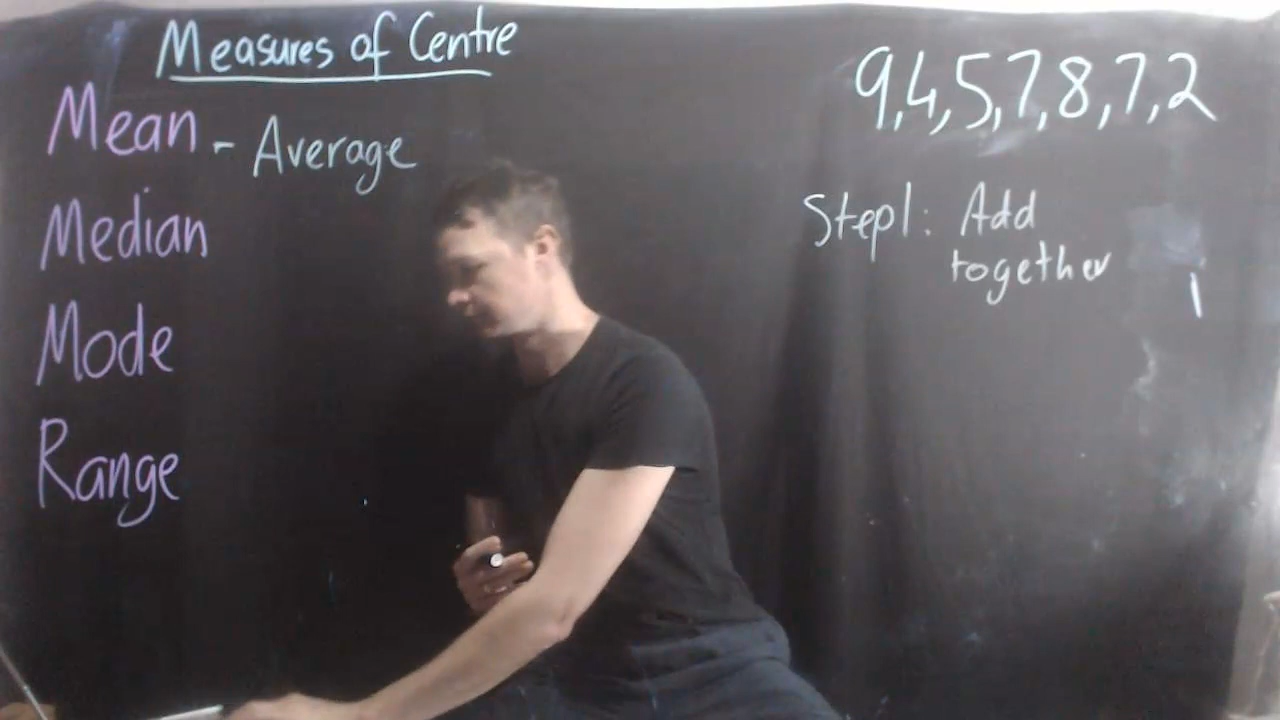 Measures of Centre
Mean - Average
Median
Mode
Range
9,4,5,7,8,7,2
Step1: Add
together